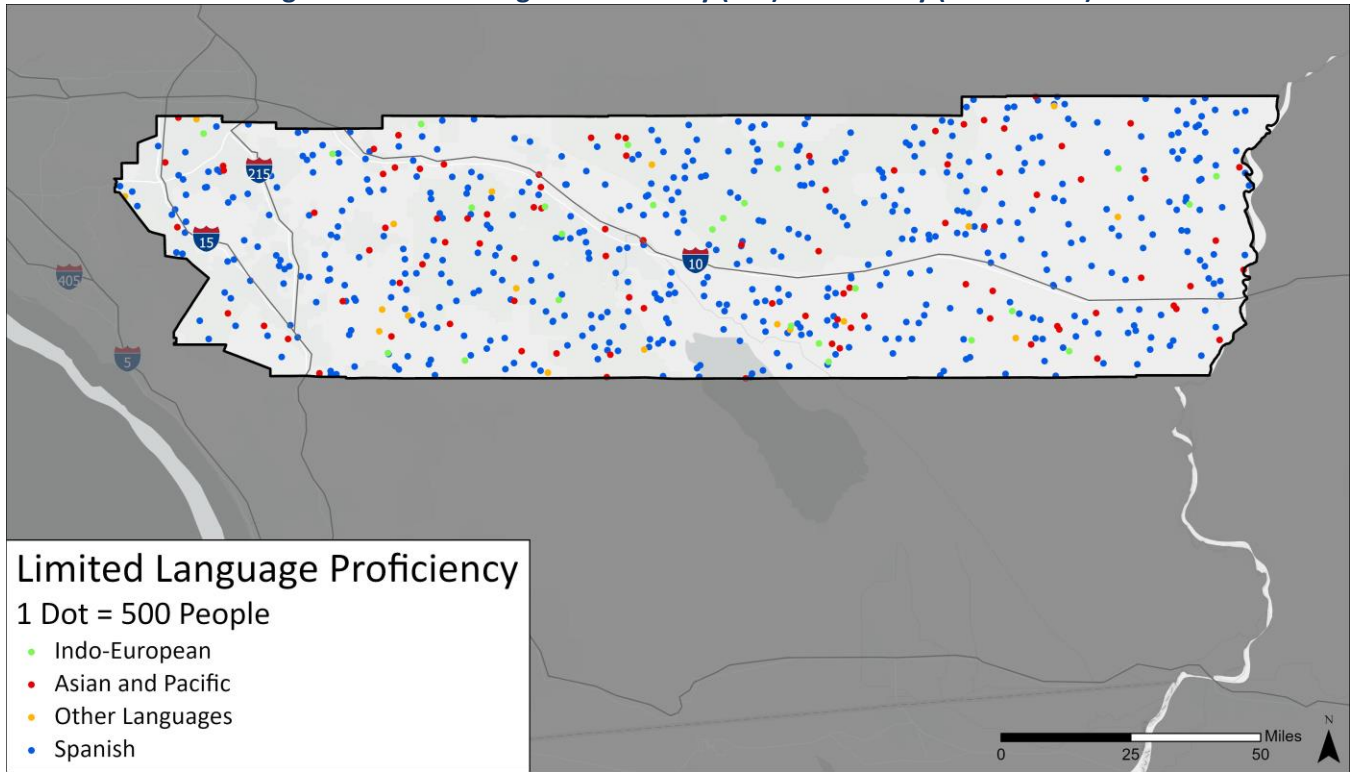 215
15
405
10
5
Limited Language Proficiency
1 Dot = 500 People
Indo-European
Asian and Pacific
Other Languages
Spanish
N
Miles
0 25 50